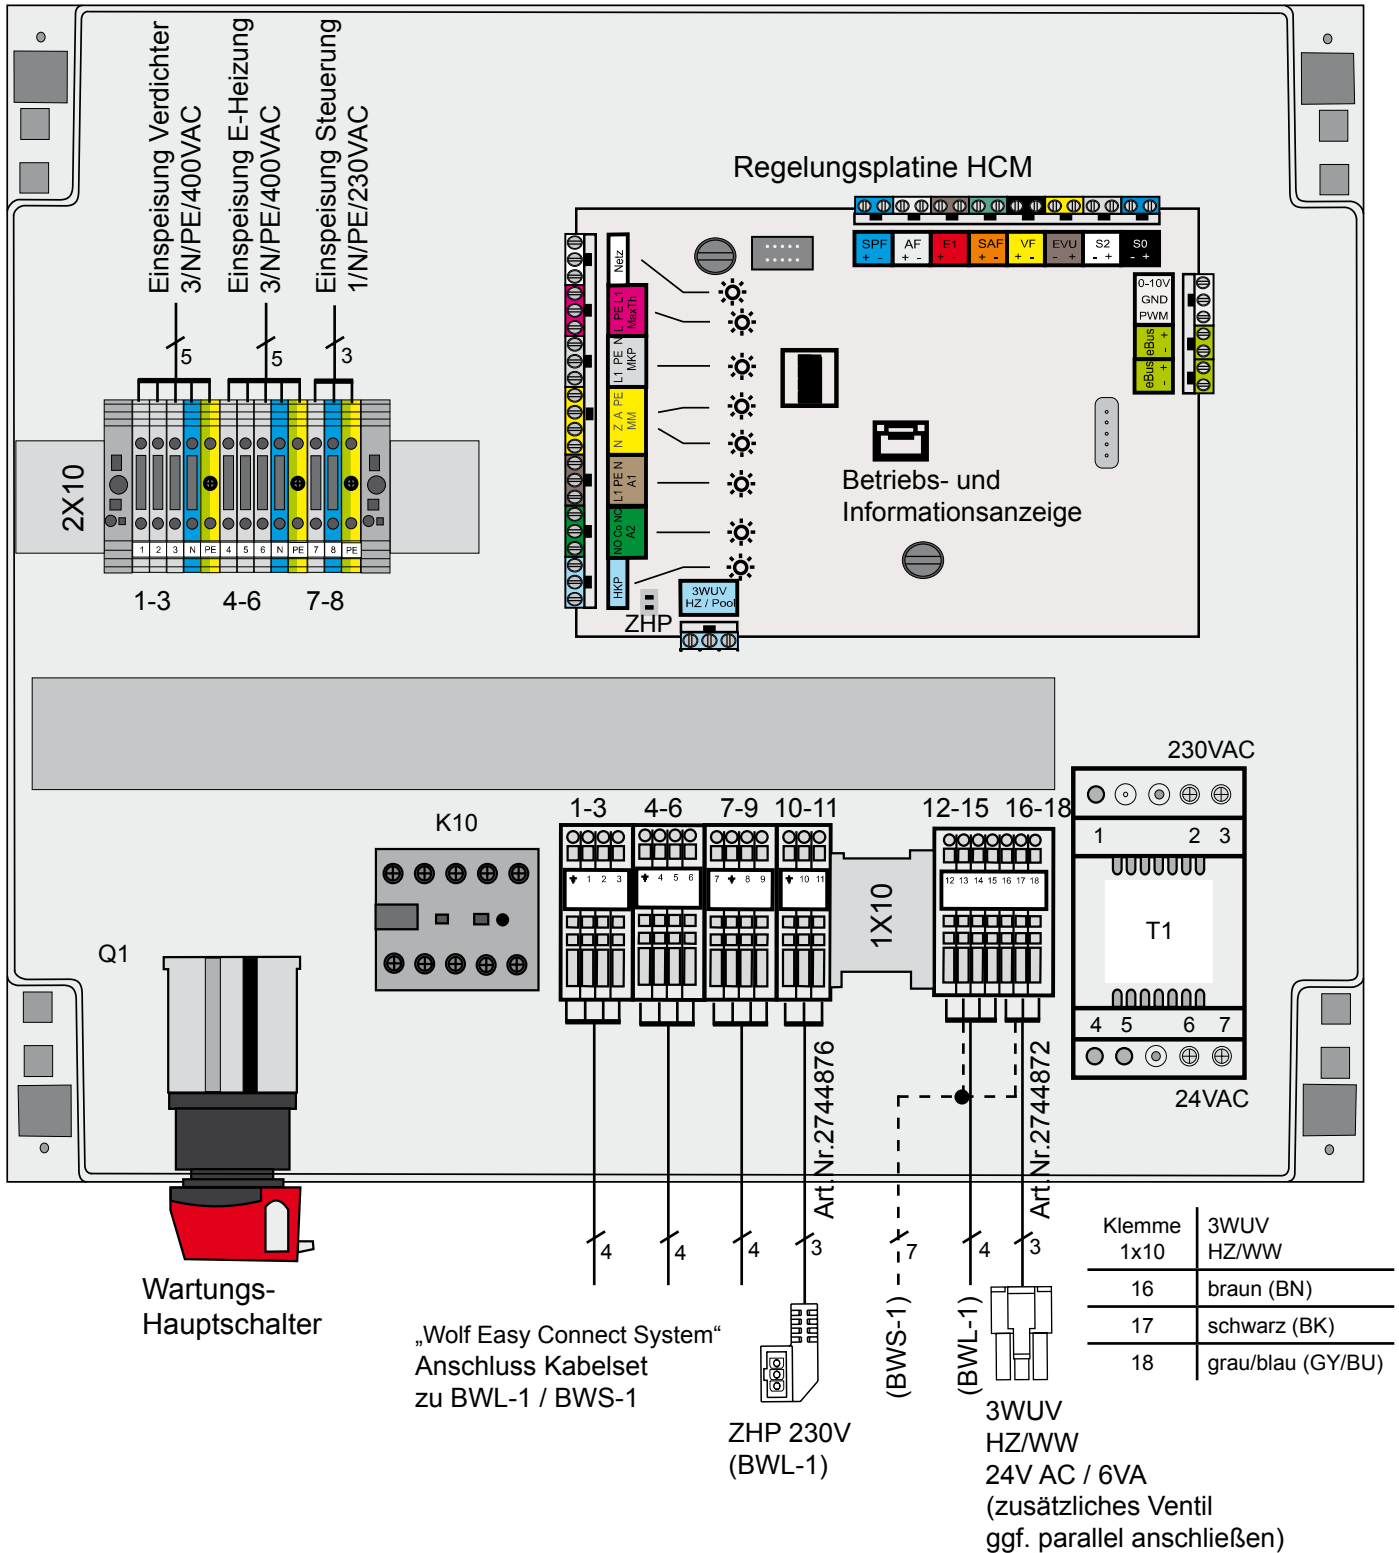 Einspeisung Verdichter
3/N/PE/400VAC
Einspeisung E-Heizung
3/N/PE/400VAC
Einspeisung Steuerung
1/N/PE/230VAC
5
5
3
2X10
1 2 3 N PE 4 5 6 N PE 7 8 PE
1-3
4-6
7-8
Regelungsplatine HCM
SPF
+ -
AF
+ -
E1
+ -
SAF
+ -
VF
+ -
EVU
- +
S2
- +
S0
- +
0-10V
GND
PWM
eBus
- +
eBus
- +
Netz
L PE L1
MaxTh
L1 PE N
MKP
N Z A PE
MM
L1 PE N
A1
NO Co NC
A2
HKP
ZHP
3WUV
HZ / Pool
Betriebs- und
Informationsanzeige
230VAC
1 2 3
T1
4 5 6 7
24VAC
K10
1-3
4-6
7-9
10-11
12-15
16-18
1 2 3
4 5 6
7 8 9
10 11
1X10
12 13 14 15 16 17 18
Q1
Wartungs-
Hauptschalter
4
4
4
3
7
4
3
Art.Nr.2744876
Art.Nr.2744872
„Wolf Easy Connect System“
Anschluss Kabelset
zu BWL-1 / BWS-1
ZHP 230V
(BWL-1)
(BWS-1)
(BWL-1)
3WUV
HZ/WW
24V AC / 6VA
(zusätzliches Ventil
ggf. parallel anschließen)
Klemme 3WUV
1x10 HZ/WW
16 braun (BN)
17 schwarz (BK)
18 grau/blau (GY/BU)